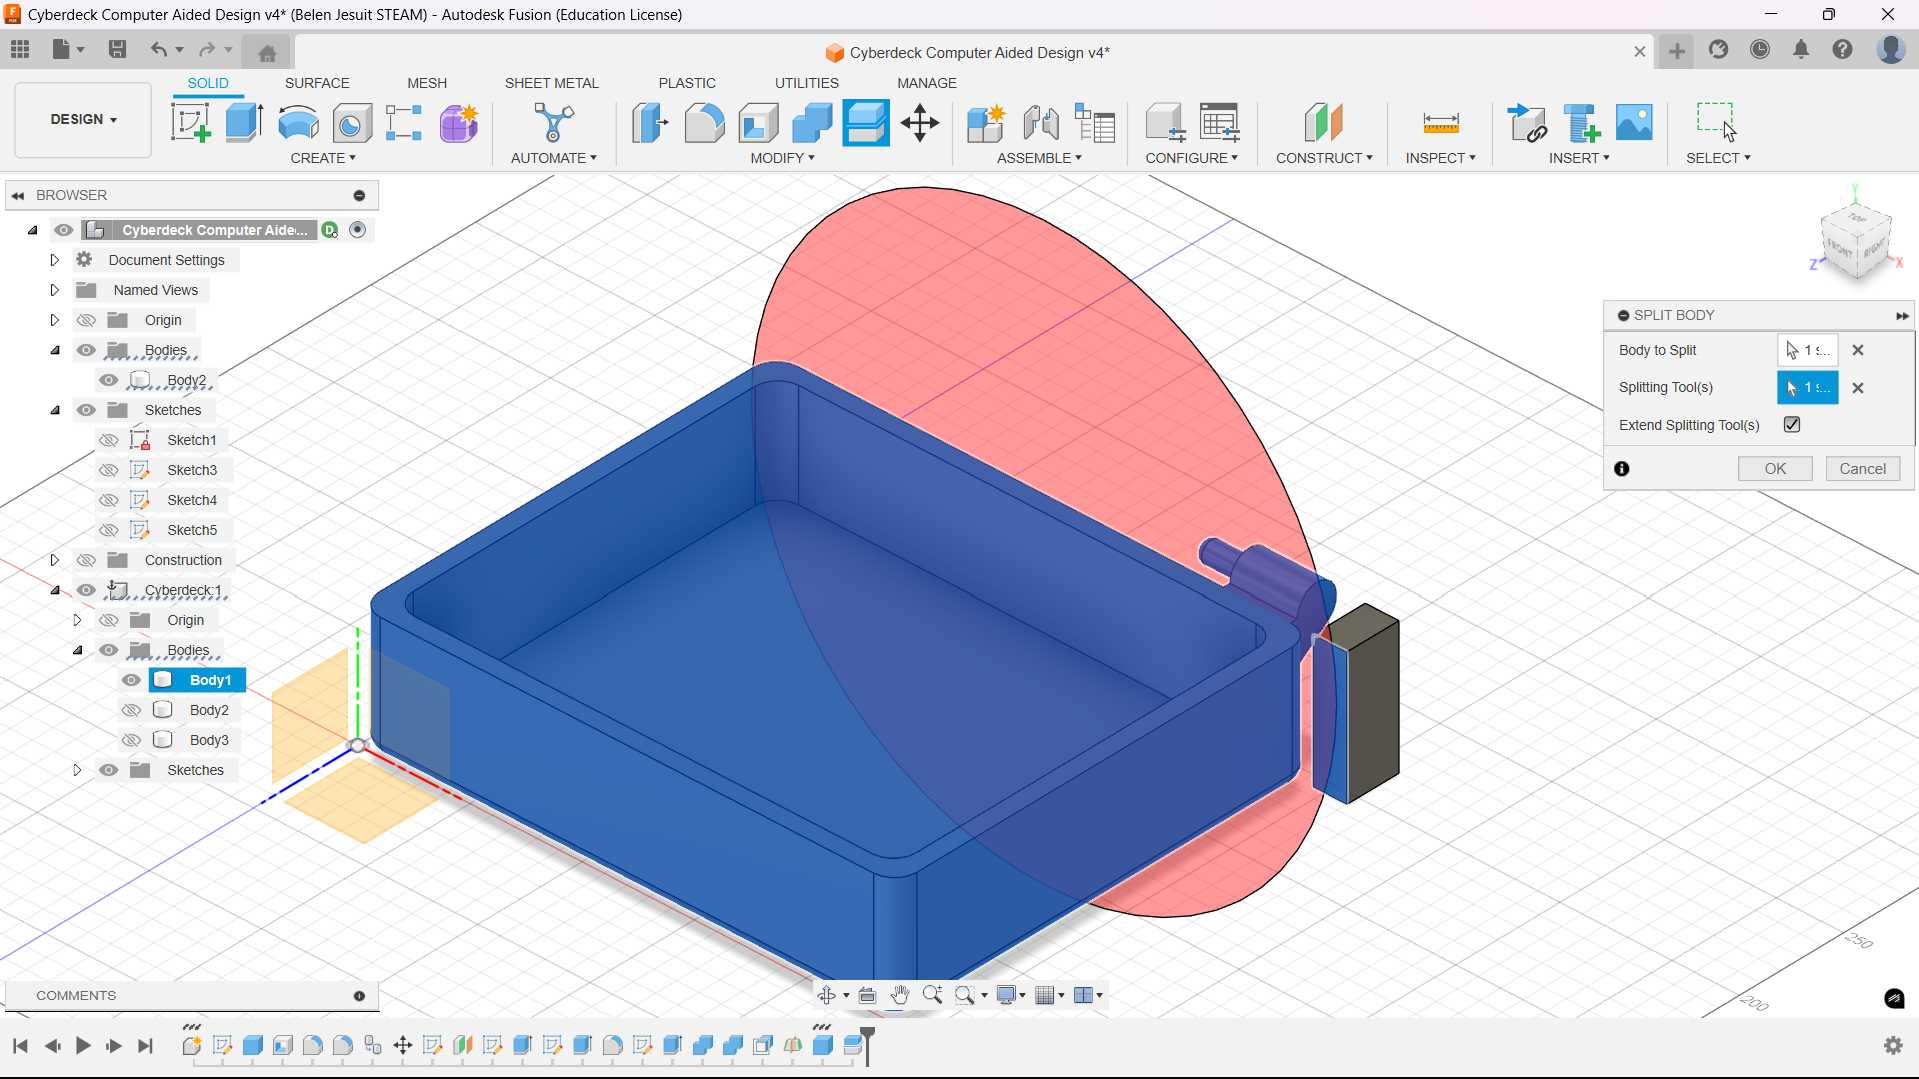 Cyberdeck Computer Aided Design v4* (Belen Jesuit STEAM) - Autodesk Fusion (Education License)
Cyberdeck Computer Aided Design v4*
SOLID
SURFACE
MESH
SHEET METAL
PLASTIC
UTILITIES
MANAGE
DESIGN
CREATE
AUTOMATE
MODIFY
ASSEMBLE
CONFIGURE
CONSTRUCT
INSPECT
INSERT
SELECT
BROWSER
Cyberdeck Computer Aide...
Document Settings
Named Views
Origin
Bodies
Body2
Sketches
Sketch1
Sketch3
Sketch4
Sketch5
Construction
Cyberdeck:1
Origin
Bodies
Body1
Body2
Body3
Sketches
Y
TOP
FRONT
RIGHT
Z
X
SPLIT BODY
Body to Split
1 s...
Splitting Tool(s)
1 s...
Extend Splitting Tool(s)
OK
Cancel
250
200
COMMENTS